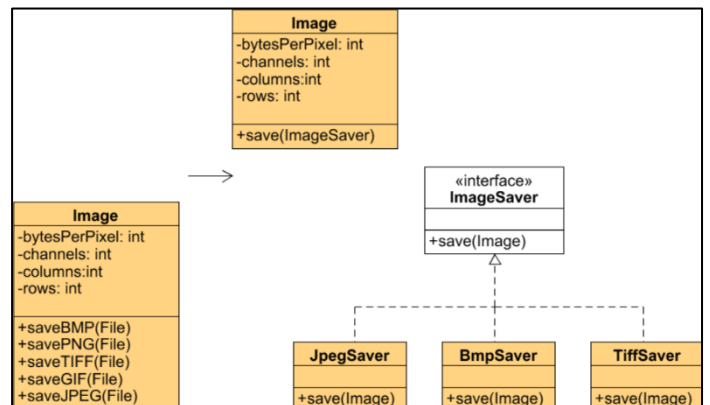 Image
-bytesPerPixel: int
-channels: int
-columns:int
-rows: int
+save(ImageSaver)
«interface»
ImageSaver
+save(Image)
Image
-bytesPerPixel: int
-channels: int
-columns:int
-rows: int
+saveBMP(File)
+savePNG(File)
+saveTIFF(File)
+saveGIF(File)
+saveJPEG(File)
JpegSaver
+save(Image)
BmpSaver
+save(Image)
TiffSaver
+save(Image)